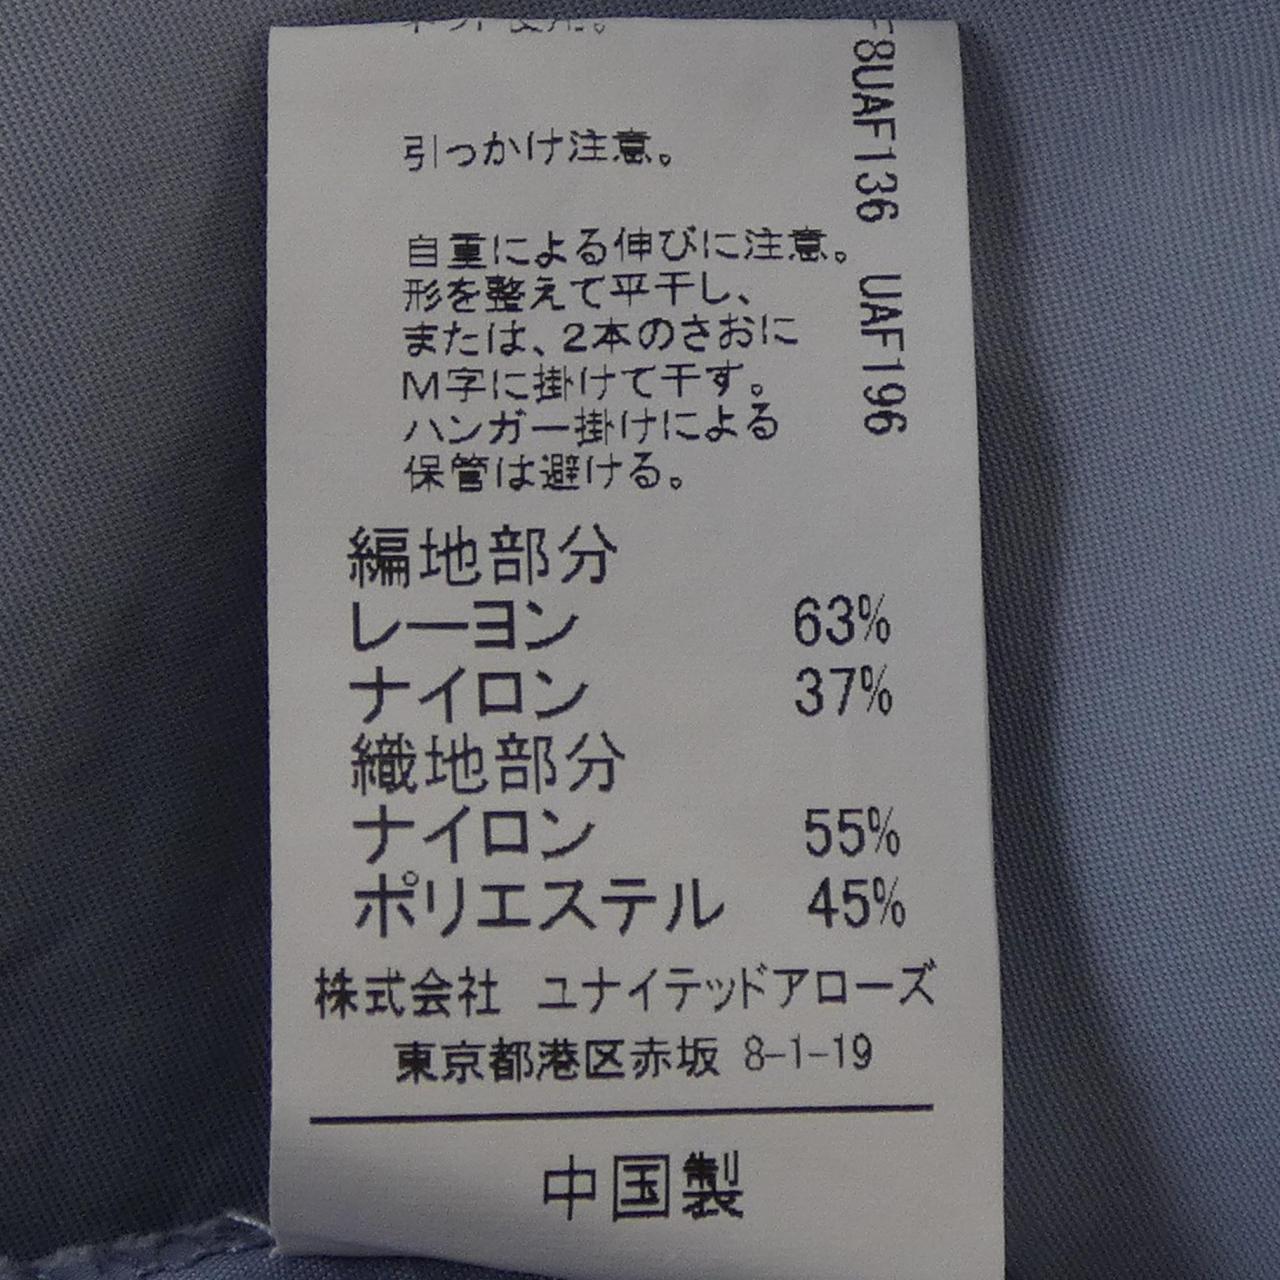 ネット使用。
引っかけ注意。
自重による伸びに注意。
形を整えて平干し、
または、2本のさおに
M字に掛けて干す。
ハンガー掛けによる
保管は避ける。
編地部分
レーヨン 63%
ナイロン 37%
織地部分
ナイロン 55%
ポリエステル 45%
株式会社 ユナイテッドアローズ
東京都港区赤坂 8-1-19
中国製
F8UAF136 UAF196